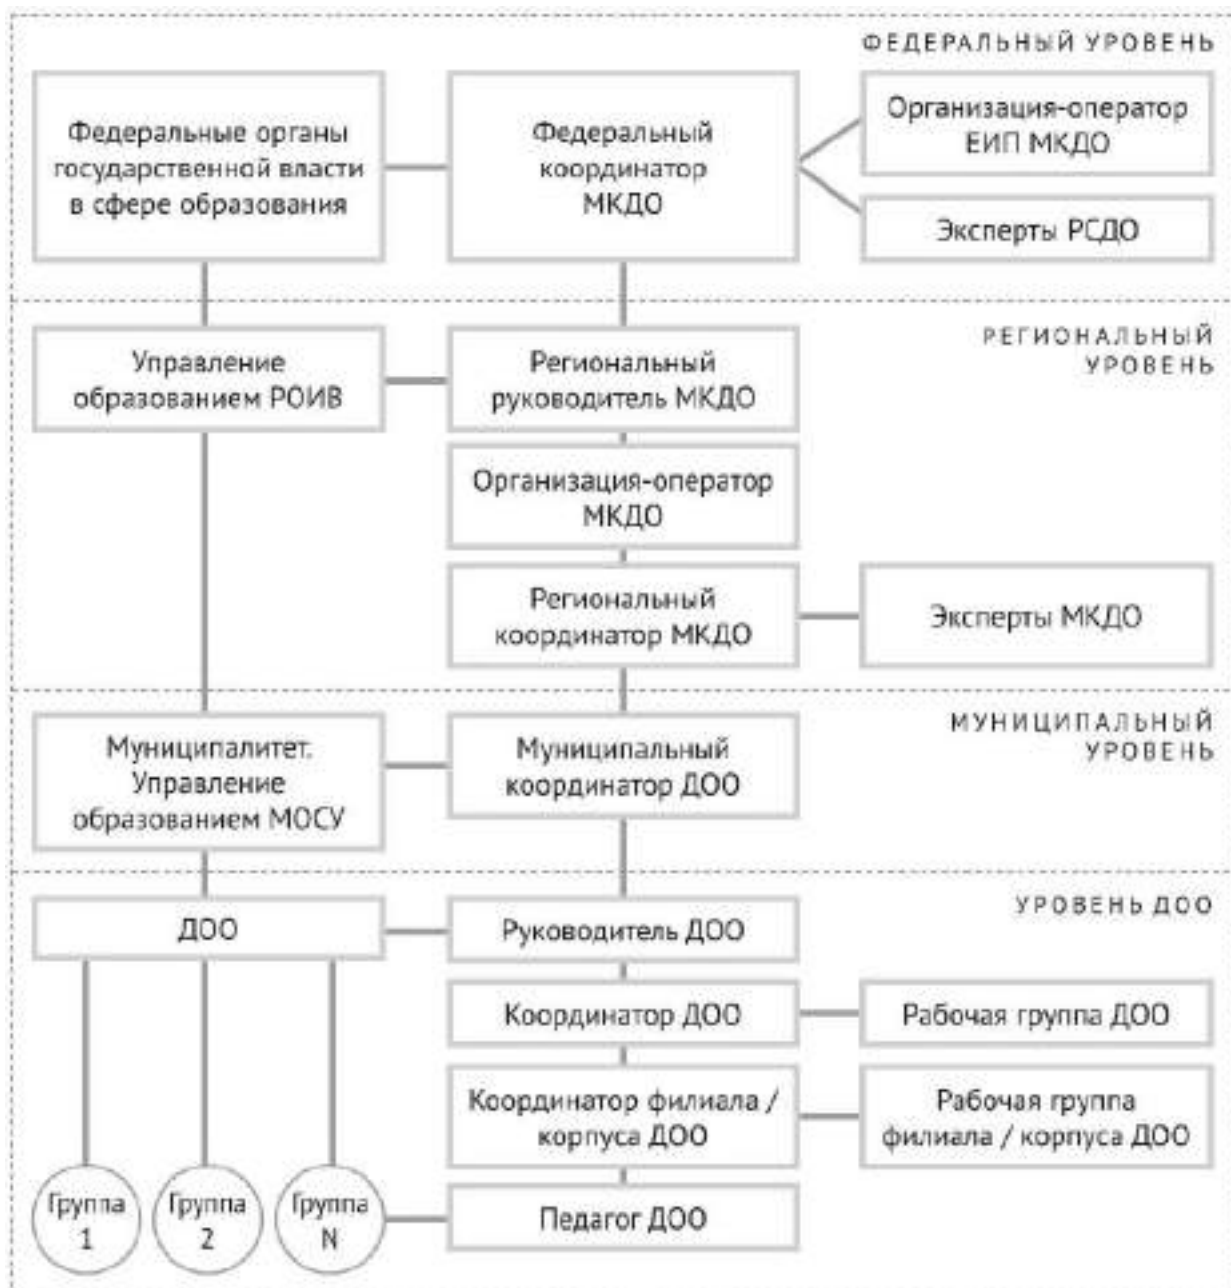 ФЕДЕРАЛЬНЫЙ УРОВЕНЬ
Федеральные органы
государственной власти
в сфере образования
Федеральный
координатор
МКДО
Организация-оператор
ЕИП МКДО
Эксперты РСДО
РЕГИОНАЛЬНЫЙ
УРОВЕНЬ
Управление
образованием РОИВ
Региональный
руководитель МКДО
Организация-оператор
МКДО
Региональный
координатор МКДО
Эксперты МКДО
МУНИЦИПАЛЬНЫЙ
УРОВЕНЬ
Муниципалитет.
Управление
образованием МОСУ
Муниципальный
координатор ДОО
УРОВЕНЬ ДОО
ДОО
Руководитель ДОО
Координатор ДОО
Рабочая группа ДОО
Координатор филиала /
корпуса ДОО
Рабочая группа
филиала / корпуса ДОО
Группа
1
Группа
2
Группа
N
Педагог ДОО